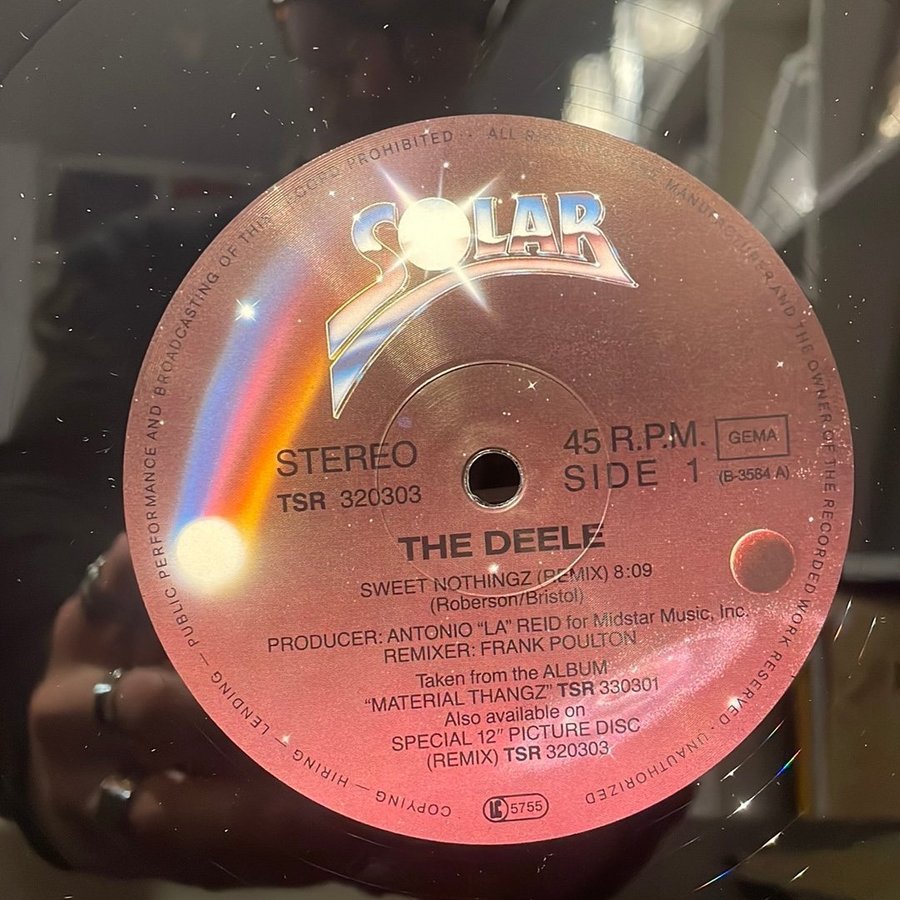 SOLAR
STEREO
TSR 320303
45 R.P.M.
SIDE 1
GEMA
(B-3564 A)
THE DEELE
SWEET NOTHINGZ (REMIX) 8:09
(Roberson/Bristol)
PRODUCER: ANTONIO "LA" REID for Midstar Music, Inc.
REMIXER: FRANK POULTON
Taken from the ALBUM
"MATERIAL THANGZ" TSR 330301
Also available on
SPECIAL 12" PICTURE DISC
(REMIX) TSR 320303
LC 5755
ALL MANUFACTURER AND THE OWNER OF THE RECORDED WORK RESERVED · UNAUTHORIZED COPYING — HIRING — LENDING — PUBLIC PERFORMANCE AND BROADCASTING OF THIS RECORD PROHIBITED ·